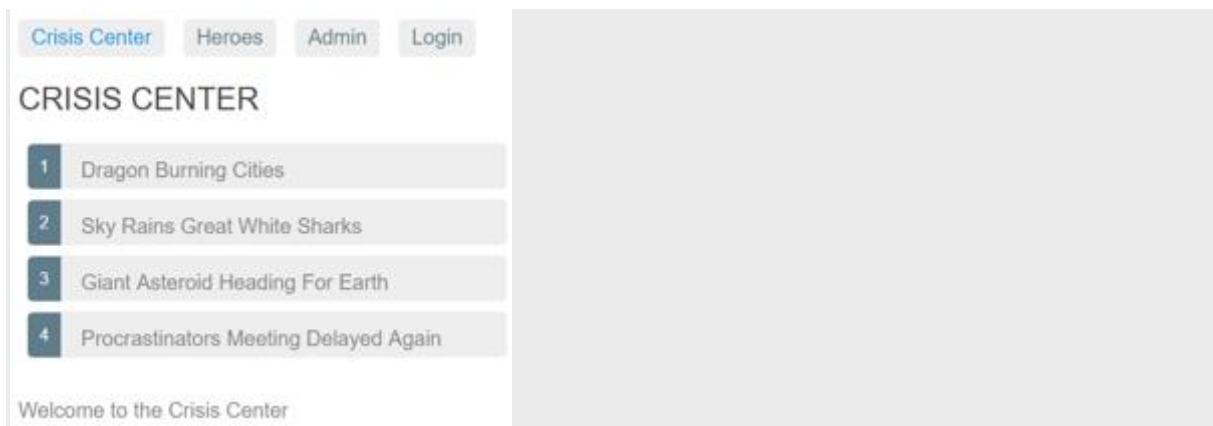 Crisis Center Heroes Admin Login
CRISIS CENTER
1 Dragon Burning Cities
2 Sky Rains Great White Sharks
3 Giant Asteroid Heading For Earth
4 Procrastinators Meeting Delayed Again
Welcome to the Crisis Center